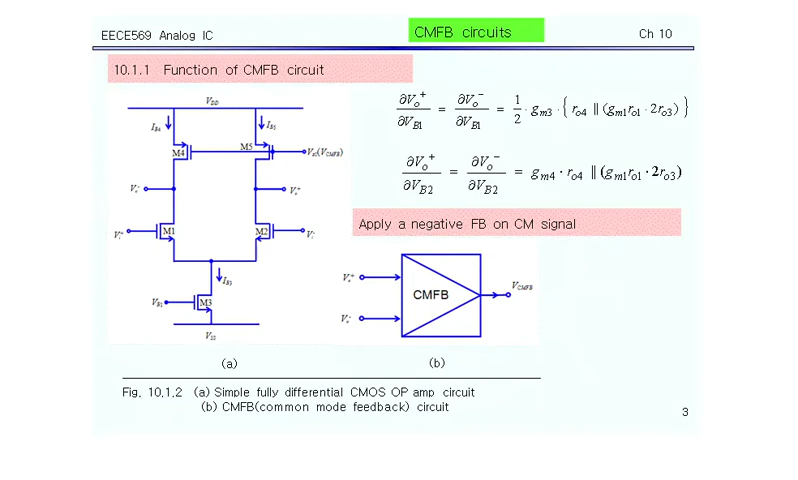 EECE569 Analog IC
CMFB circuits
Ch 10
10.1.1 Function of CMFB circuit
V_DD
I_B4
I_B5
M4
M5
V_B2(V_CMFB)
V_o^-
V_o^+
V_i^+
M1
M2
V_i^-
I_B3
V_B1
M3
V_SS
(a)
∂V_o^+/∂V_B1 = ∂V_o^-/∂V_B1 = 1/2 · g_m3 · { r_o4 ∥ (g_m1 r_o1 · 2r_o3) }
∂V_o^+/∂V_B2 = ∂V_o^-/∂V_B2 = g_m4 · r_o4 ∥ (g_m1 r_o1 · 2r_o3)
Apply a negative FB on CM signal
V_o^+
V_o^-
CMFB
V_CMFB
(b)
Fig. 10.1.2 (a) Simple fully differential CMOS OP amp circuit
(b) CMFB(common mode feedback) circuit
3